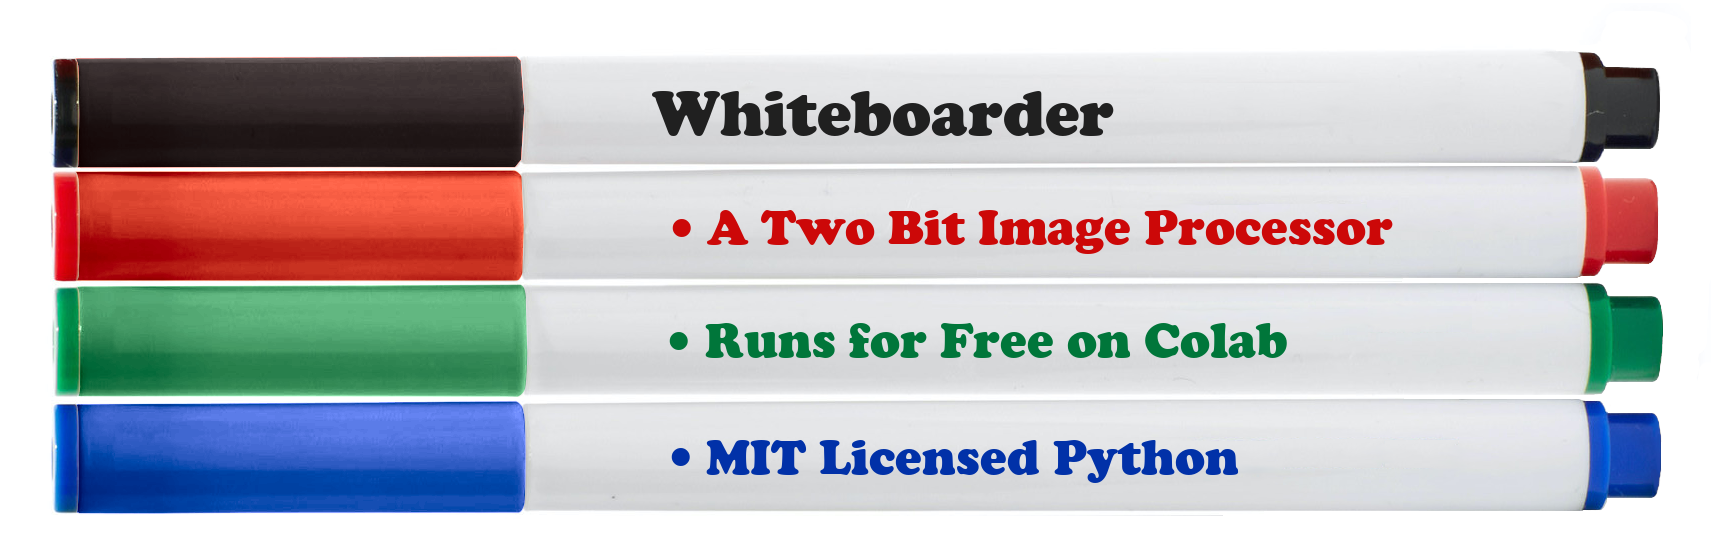 Whiteboarder
• A Two Bit Image Processor
• Runs for Free on Colab
• MIT Licensed Python